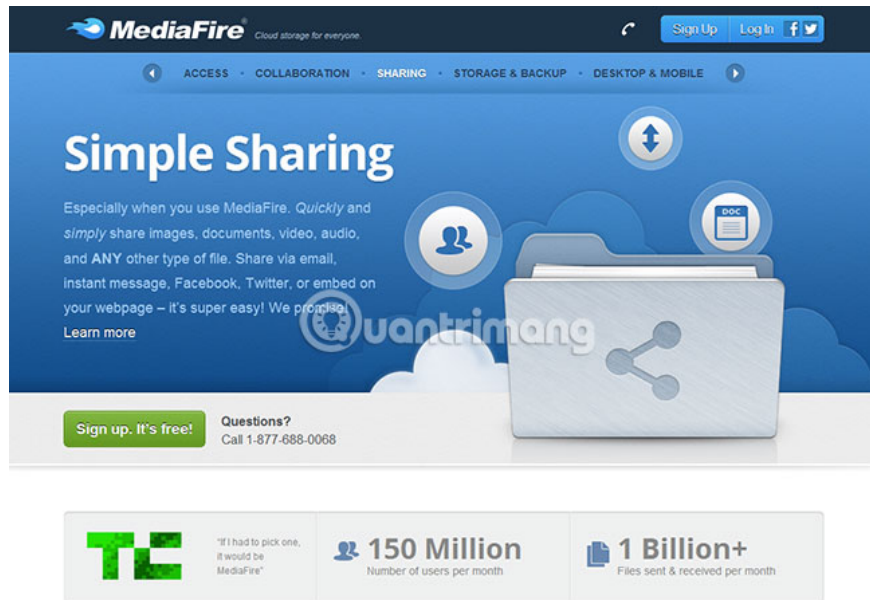 MediaFire® Cloud storage for everyone.
Sign Up Log In
ACCESS • COLLABORATION • SHARING • STORAGE & BACKUP • DESKTOP & MOBILE
Simple Sharing
Especially when you use MediaFire. Quickly and
simply share images, documents, video, audio,
and ANY other type of file. Share via email,
instant message, Facebook, Twitter, or embed on
your webpage – it's super easy! We promise!
Learn more
DOC
Quantrimang
Sign up. It's free!
Questions?
Call 1-877-688-0068
TC
"If I had to pick one,
it would be
MediaFire"
150 Million
Number of users per month
1 Billion+
Files sent & received per month